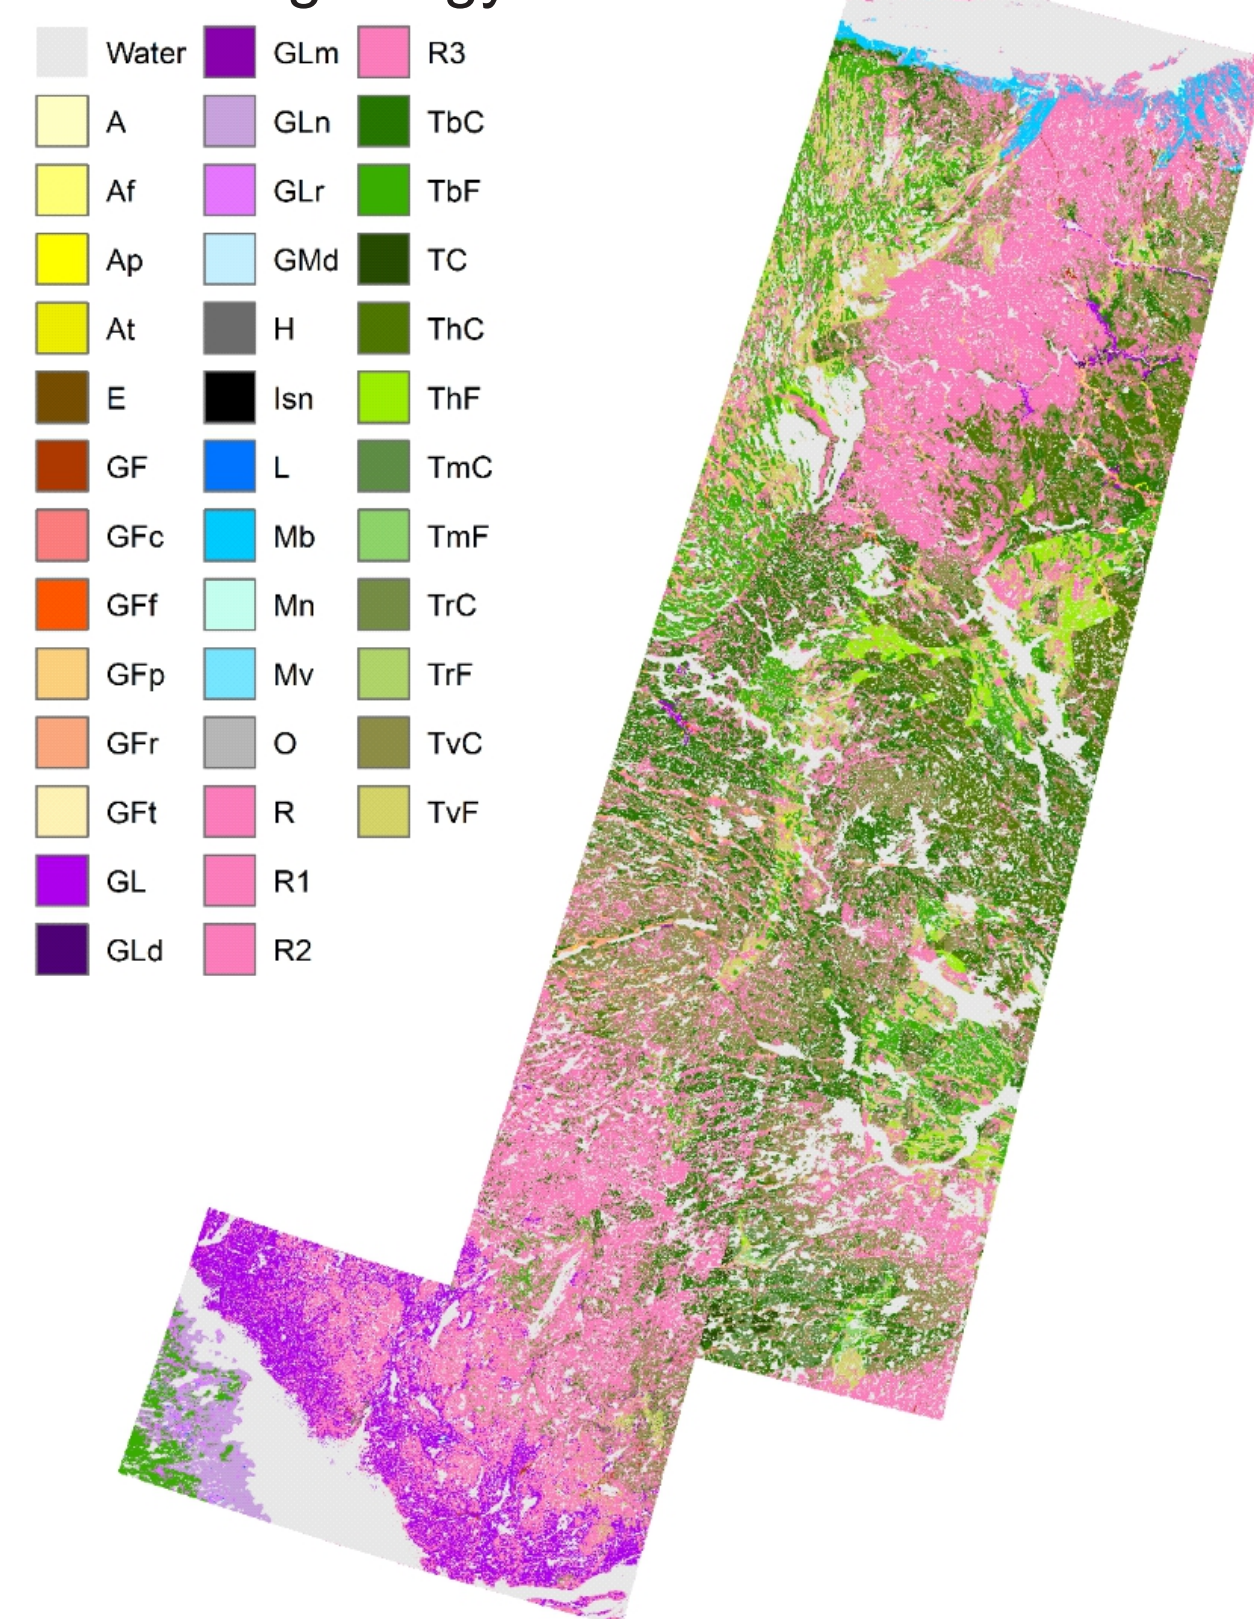 Water
A
Af
Ap
At
E
GF
GFc
GFf
GFp
GFr
GFt
GL
GLd
GLm
GLn
GLr
GMd
H
Isn
L
Mb
Mn
Mv
O
R
R1
R2
R3
TbC
TbF
TC
ThC
ThF
TmC
TmF
TrC
TrF
TvC
TvF